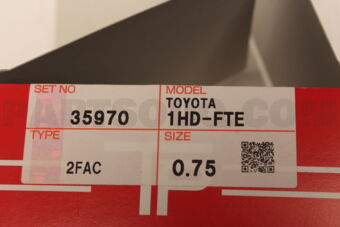 SET NO
35970
MODEL
TOYOTA
1HD-FTE
TYPE
2FAC
SIZE
0.75